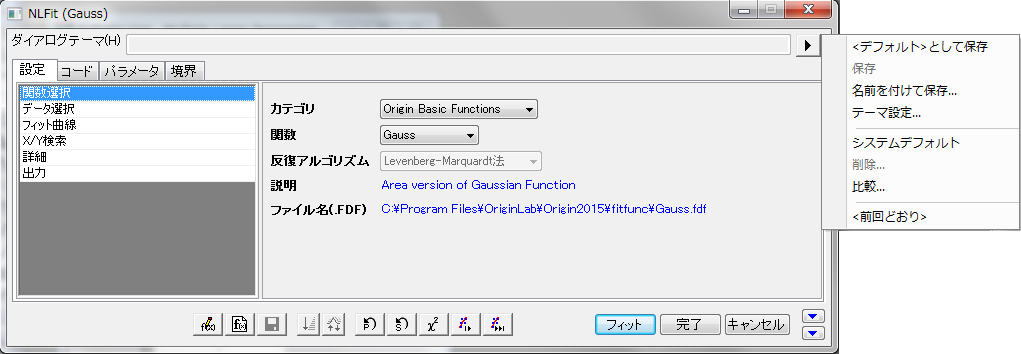 NLFit (Gauss)
ダイアログテーマ(H)
設定 コード パラメータ 境界
関数選択
データ選択
フィット曲線
X/Y検索
詳細
出力
カテゴリ Origin Basic Functions
関数 Gauss
反復アルゴリズム Levenberg-Marquardt法
説明 Area version of Gaussian Function
ファイル名(.FDF) C:¥Program Files¥OriginLab¥Origin2015¥fitfunc¥Gauss.fdf
フィット 完了 キャンセル
<デフォルト>として保存
保存
名前を付けて保存...
テーマ設定...
システムデフォルト
削除...
比較...
<前回どおり>